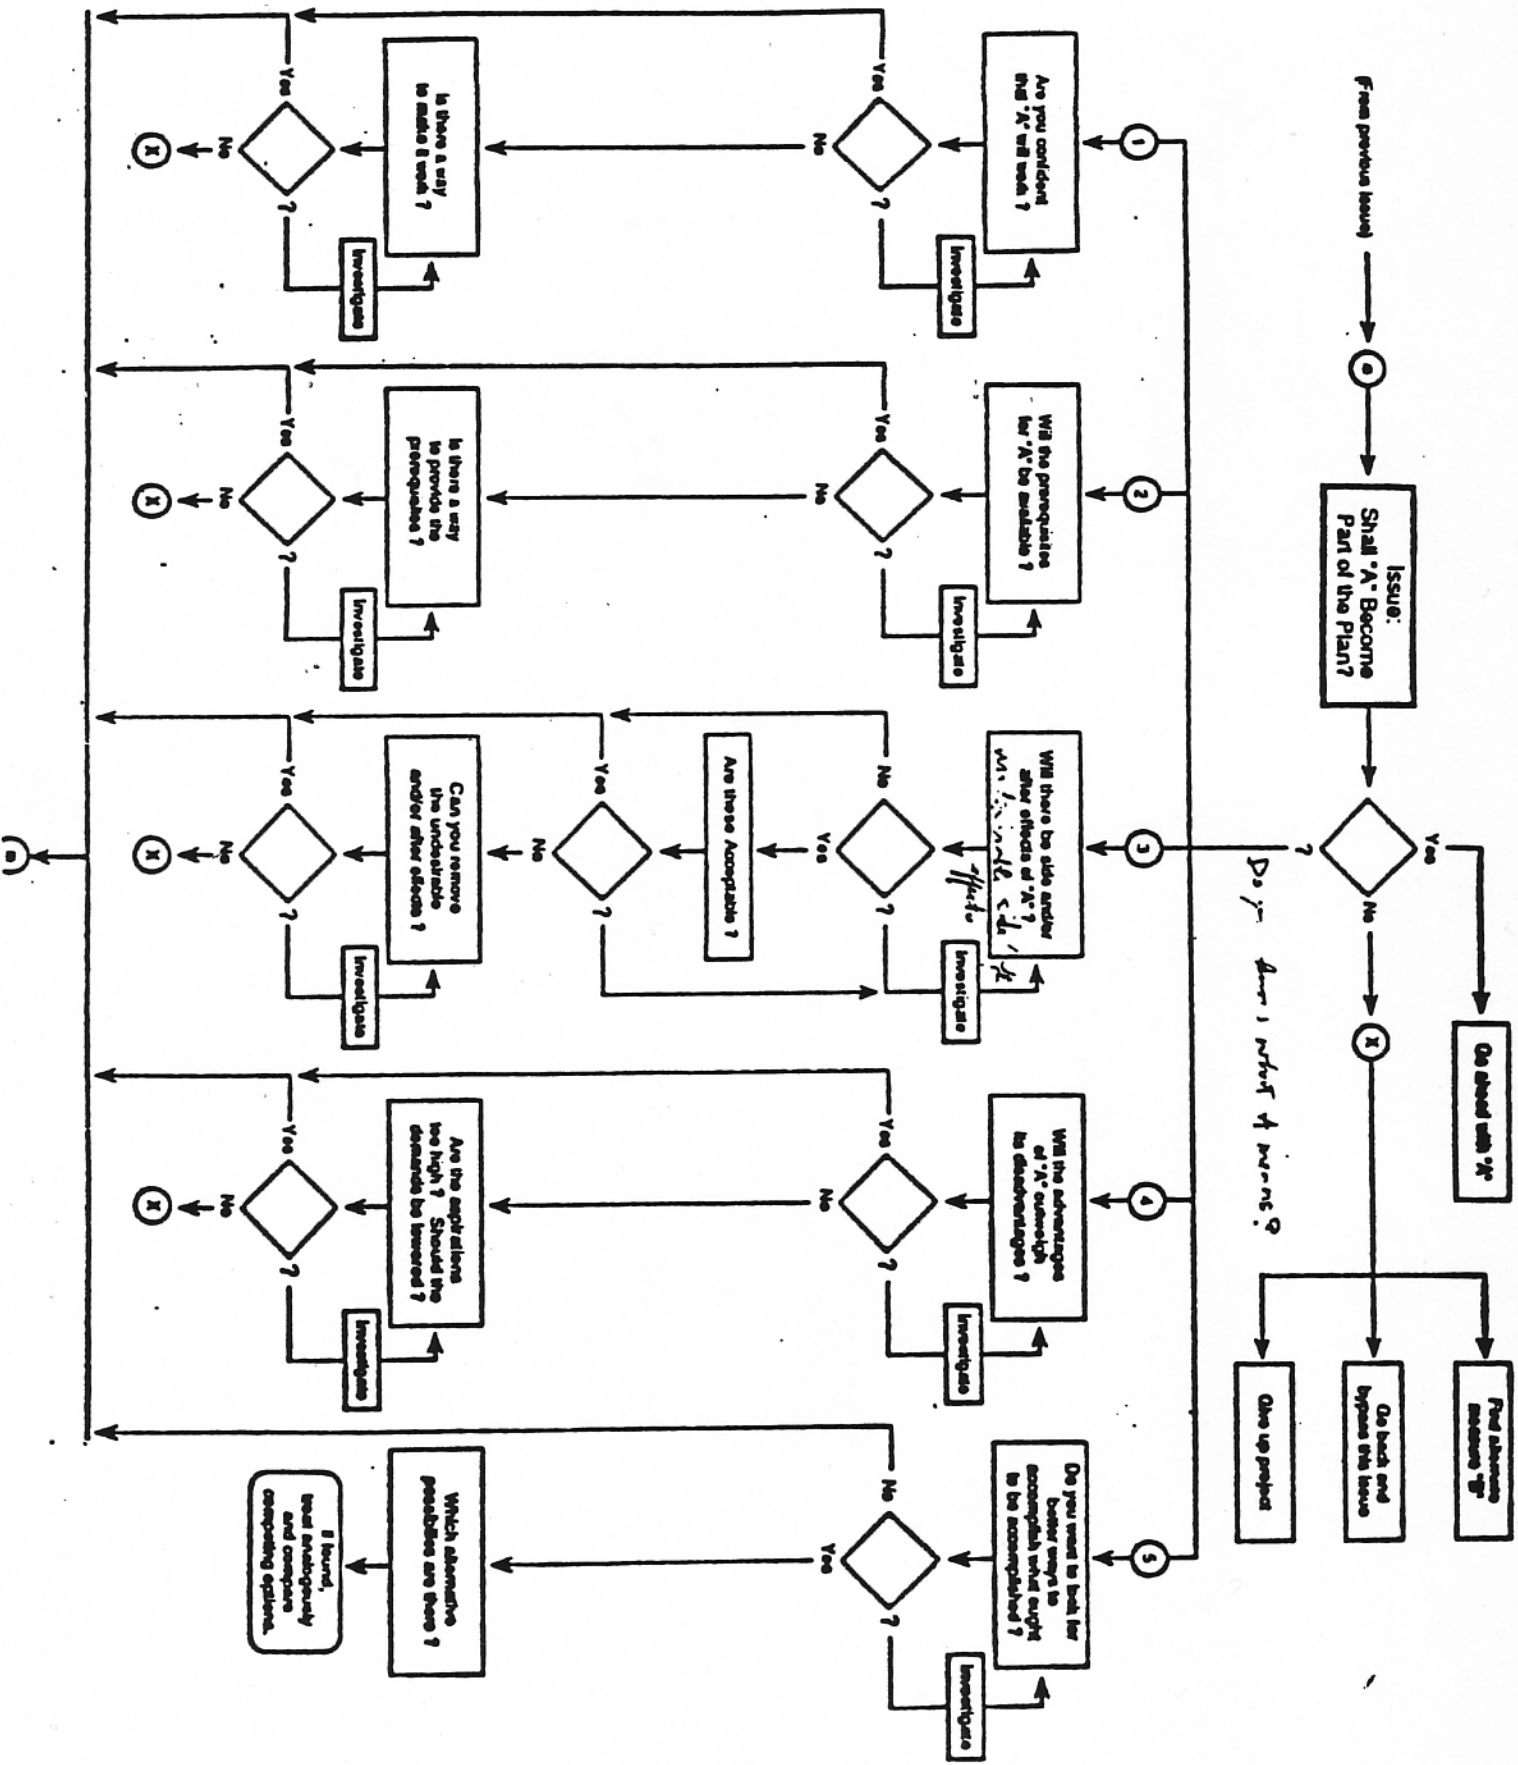 (From previous issue)
a
Issue:
Shall "A" Become
Part of the Plan?
Yes
No
?
Go ahead with "A"
X
Find alternate
measure "B"
Go back and
bypass this issue
Give up project
Do you know what A means?
1
Are you confident
that "A" will work ?
Yes
No
?
Investigate
Is there a way
to make a work ?
Yes
No
?
Investigate
X
2
Will the prerequisites
for "A" be available ?
Yes
No
?
Investigate
Is there a way
to provide the
prerequisites ?
Yes
No
?
Investigate
X
3
Will there be side and/or
after effects of "A" ?
side / aft
effects
No
Yes
?
Investigate
Are these Acceptable ?
Yes
No
?
Can you remove
the undesirable
and/or after effects ?
Yes
No
?
Investigate
X
4
Will the advantages
of "A" outweigh
its disadvantages ?
Yes
No
?
Investigate
Are the aspirations
too high ? Should the
demands be lowered ?
Yes
No
?
Investigate
X
5
Do you want to look for
better ways to
accomplish what ought
to be accomplished ?
No
Yes
?
Investigate
Which alternative
possibilities are there ?
If found,
treat analogously
and compare
competing options.